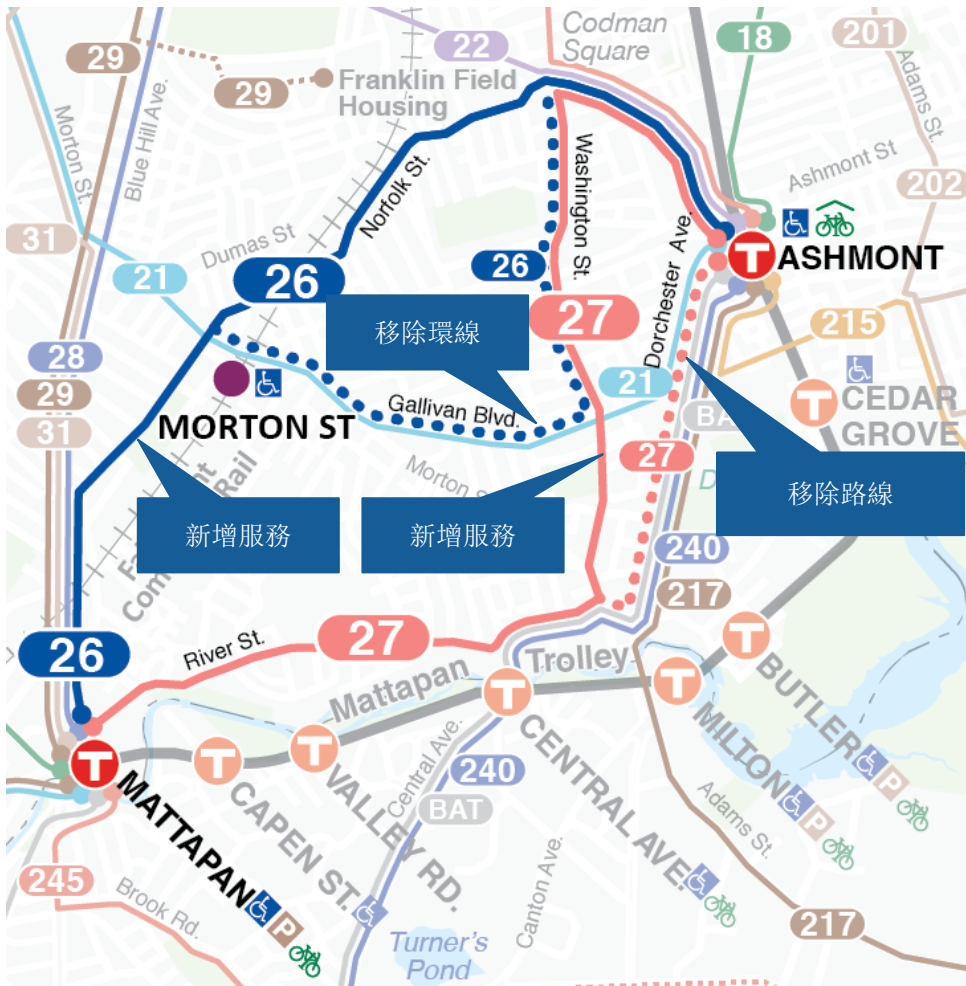 Codman
Square
22
18
201
29
29
Franklin Field
Housing
Adams St.
Morton St.
Blue Hill Ave.
Washington St.
Ashmont St
Norfolk St.
202
31
Dumas St
21
26
26
Dorchester Ave.
T ASHMONT
移除環線
27
215
28
29
31
21
Gallivan Blvd.
MORTON ST
T CEDAR
GROVE
27
移除路線
新增服務
新增服務
240
217
26
River St.
27
Mattapan
Trolley
T
T
T
T
T
T
T
BUTLER
P
MILTON
P
CENTRAL AVE.
VALLEY RD.
CAPEN ST.
MATTAPAN
P
Central Ave.
240
BAT
Adams St.
245
Brook Rd.
Canton Ave.
217
Turner's
Pond